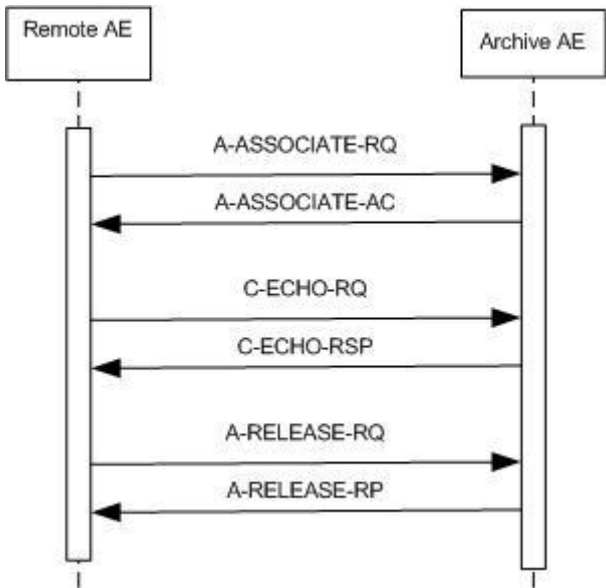 Remote AE
Archive AE
A-ASSOCIATE-RQ
A-ASSOCIATE-AC
C-ECHO-RQ
C-ECHO-RSP
A-RELEASE-RQ
A-RELEASE-RP